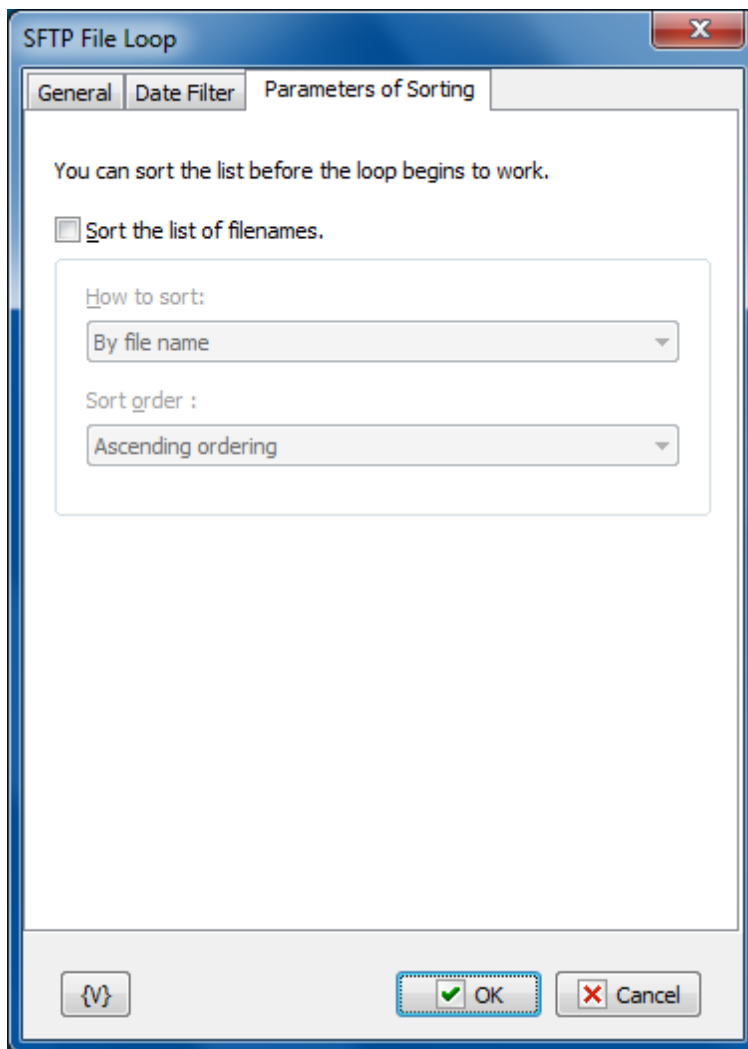 SFTP File Loop
General
Date Filter
Parameters of Sorting
You can sort the list before the loop begins to work.
Sort the list of filenames.
How to sort:
By file name
Sort order :
Ascending ordering
{V}
OK
Cancel